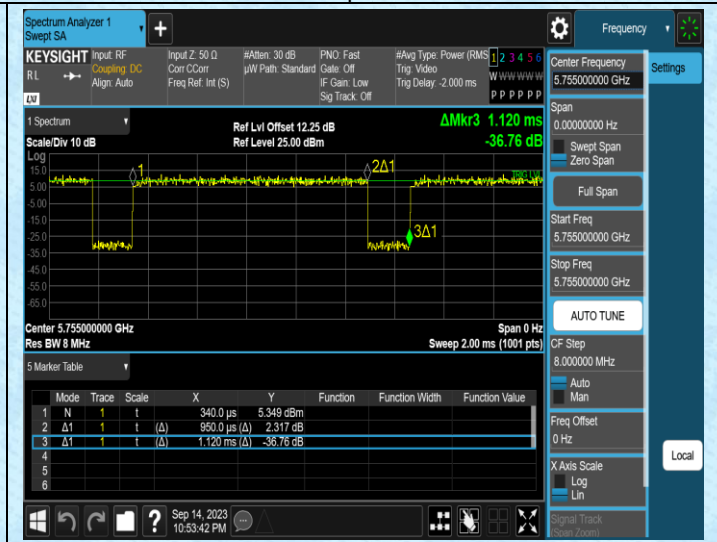 Spectrum Analyzer 1
Swept SA
+
Frequency
KEYSIGHT
RL
LXI
Input: RF
Coupling: DC
Align: Auto
Input Z: 50 Ω
Corr CCorr
Freq Ref: Int (S)
#Atten: 30 dB
µW Path: Standard
PNO: Fast
Gate: Off
IF Gain: Low
Sig Track: Off
#Avg Type: Power (RMS
Trig: Video
Trig Delay: -2.000 ms
1 2 3 4 5 6
W W W W W W
P P P P P P
1 Spectrum
Scale/Div 10 dB
Ref Lvl Offset 12.25 dB
Ref Level 25.00 dBm
ΔMkr3 1.120 ms
-36.76 dB
Log
15.0
5.00
-5.00
-15.0
-25.0
-35.0
-45.0
-55.0
-65.0
1
2Δ1
3Δ1
TRIG LVL
Center 5.755000000 GHz
Span 0 Hz
Res BW 8 MHz
Sweep 2.00 ms (1001 pts)
5 Marker Table
Mode Trace Scale X Y Function Function Width Function Value
1 N 1 t 340.0 µs 5.349 dBm
2 Δ1 1 t (Δ) 950.0 µs (Δ) 2.317 dB
3 Δ1 1 t (Δ) 1.120 ms (Δ) -36.76 dB
4
5
6
Center Frequency
5.755000000 GHz
Settings
Span
0.00000000 Hz
Swept Span
Zero Span
Full Span
Start Freq
5.755000000 GHz
Stop Freq
5.755000000 GHz
AUTO TUNE
CF Step
8.000000 MHz
Auto
Man
Freq Offset
0 Hz
X Axis Scale
Log
Lin
Signal Track
(Span Zoom)
Local
?
Sep 14, 2023
10:53:42 PM